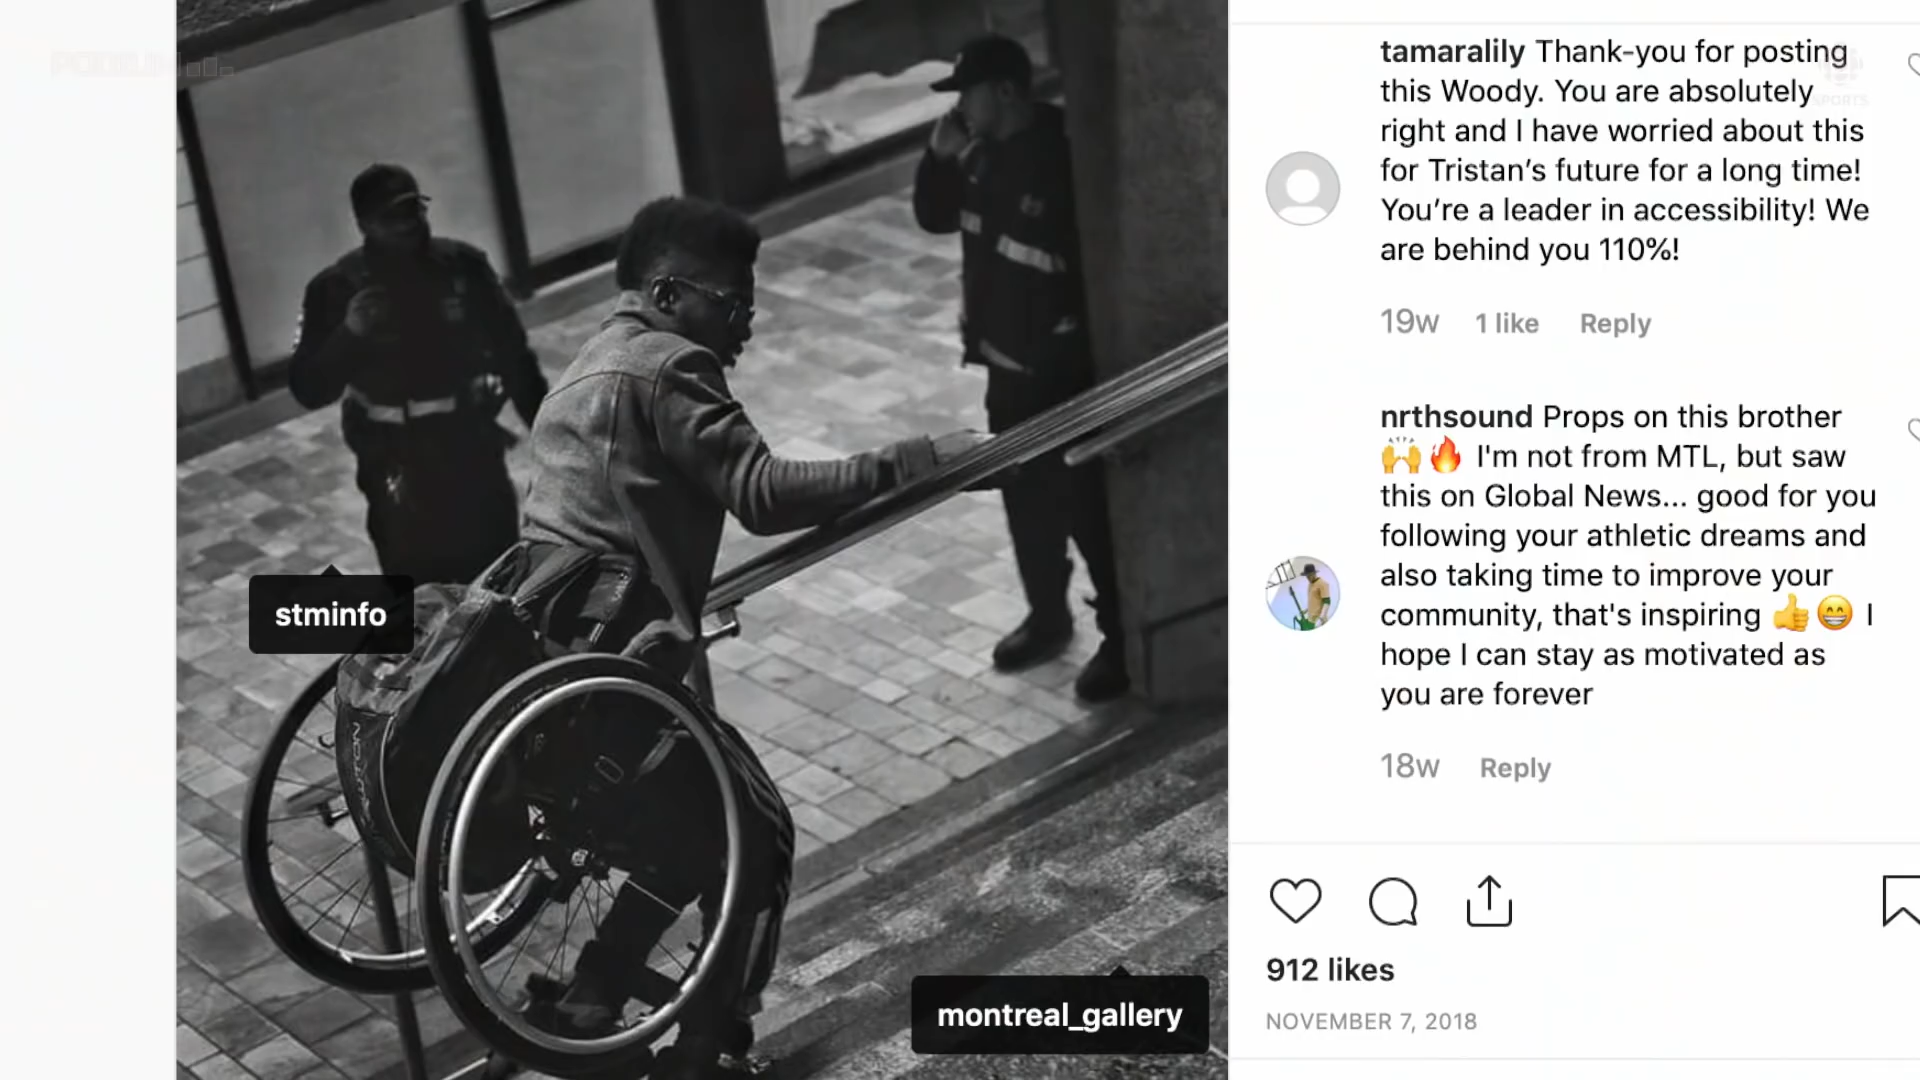 PODIUM
SPORTS
tamaralily Thank-you for posting
this Woody. You are absolutely
right and I have worried about this
for Tristan’s future for a long time!
You’re a leader in accessibility! We
are behind you 110%!
19w 1 like Reply
nrthsound Props on this brother
🙌🔥 I'm not from MTL, but saw
this on Global News... good for you
following your athletic dreams and
also taking time to improve your
community, that's inspiring 👍😁 I
hope I can stay as motivated as
you are forever
18w Reply
stminfo
montreal_gallery
912 likes
NOVEMBER 7, 2018